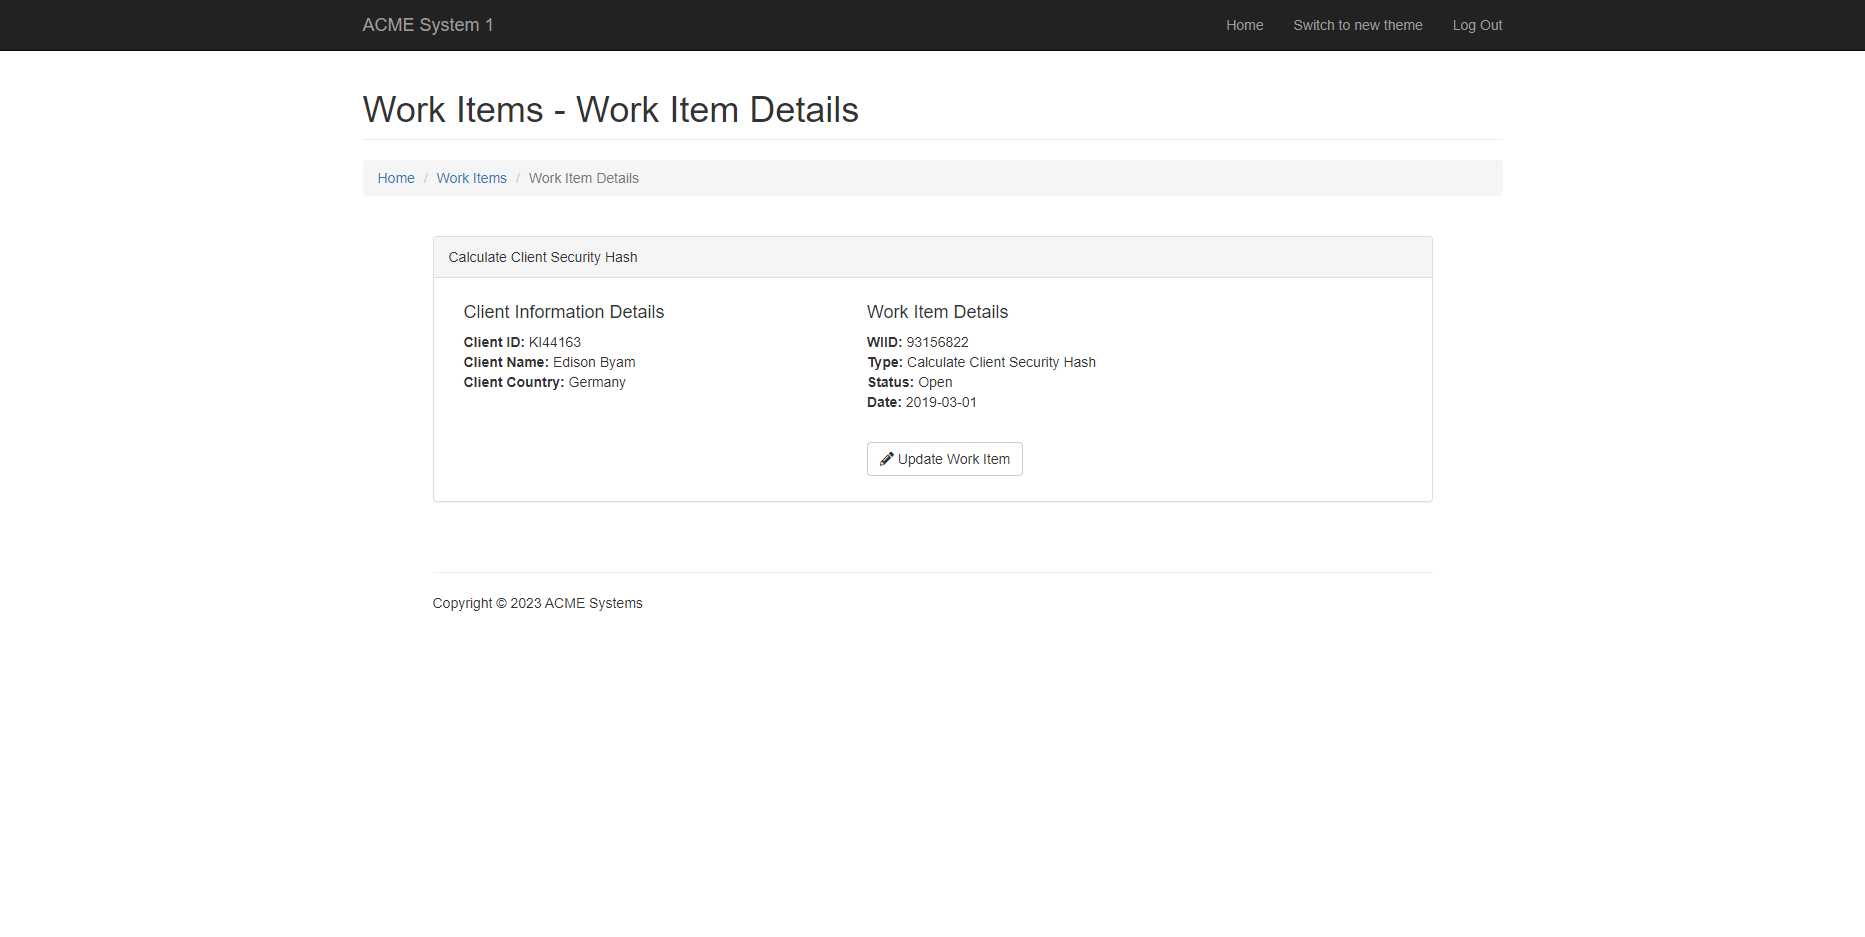 ACME System 1
Home
Switch to new theme
Log Out
Work Items - Work Item Details
Home / Work Items / Work Item Details
Calculate Client Security Hash
Client Information Details
Client ID: KI44163
Client Name: Edison Byam
Client Country: Germany
Work Item Details
WIID: 93156822
Type: Calculate Client Security Hash
Status: Open
Date: 2019-03-01
Update Work Item
Copyright © 2023 ACME Systems